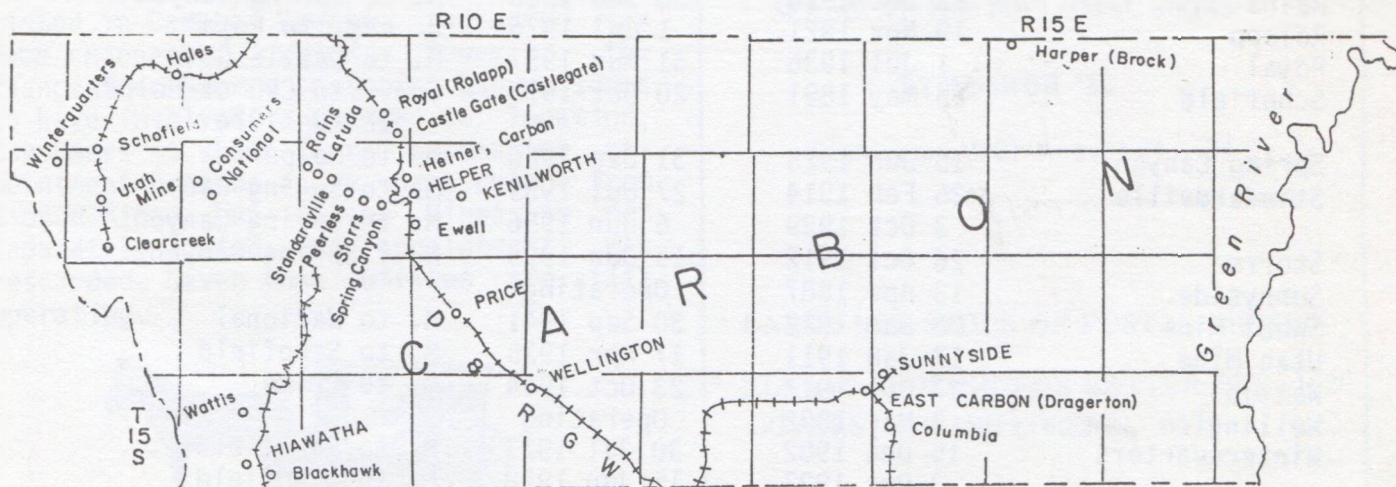 R10E
R15E
Winterquarters
Hales
Schofield
Utah
Mine
Consumers
National
Rains
Latuda
Royal (Rolapp)
Castle Gate (Castlegate)
Harper (Brock)
Heiner, Carbon
HELPER
KENILWORTH
Ewell
Clearcreek
Standardville
Peerless
Storrs
Spring Canyon
PRICE
WELLINGTON
CARBON
D & R G W
Green River
SUNNYSIDE
EAST CARBON (Dragerton)
Columbia
T
15
S
Wattis
HIAWATHA
Blackhawk